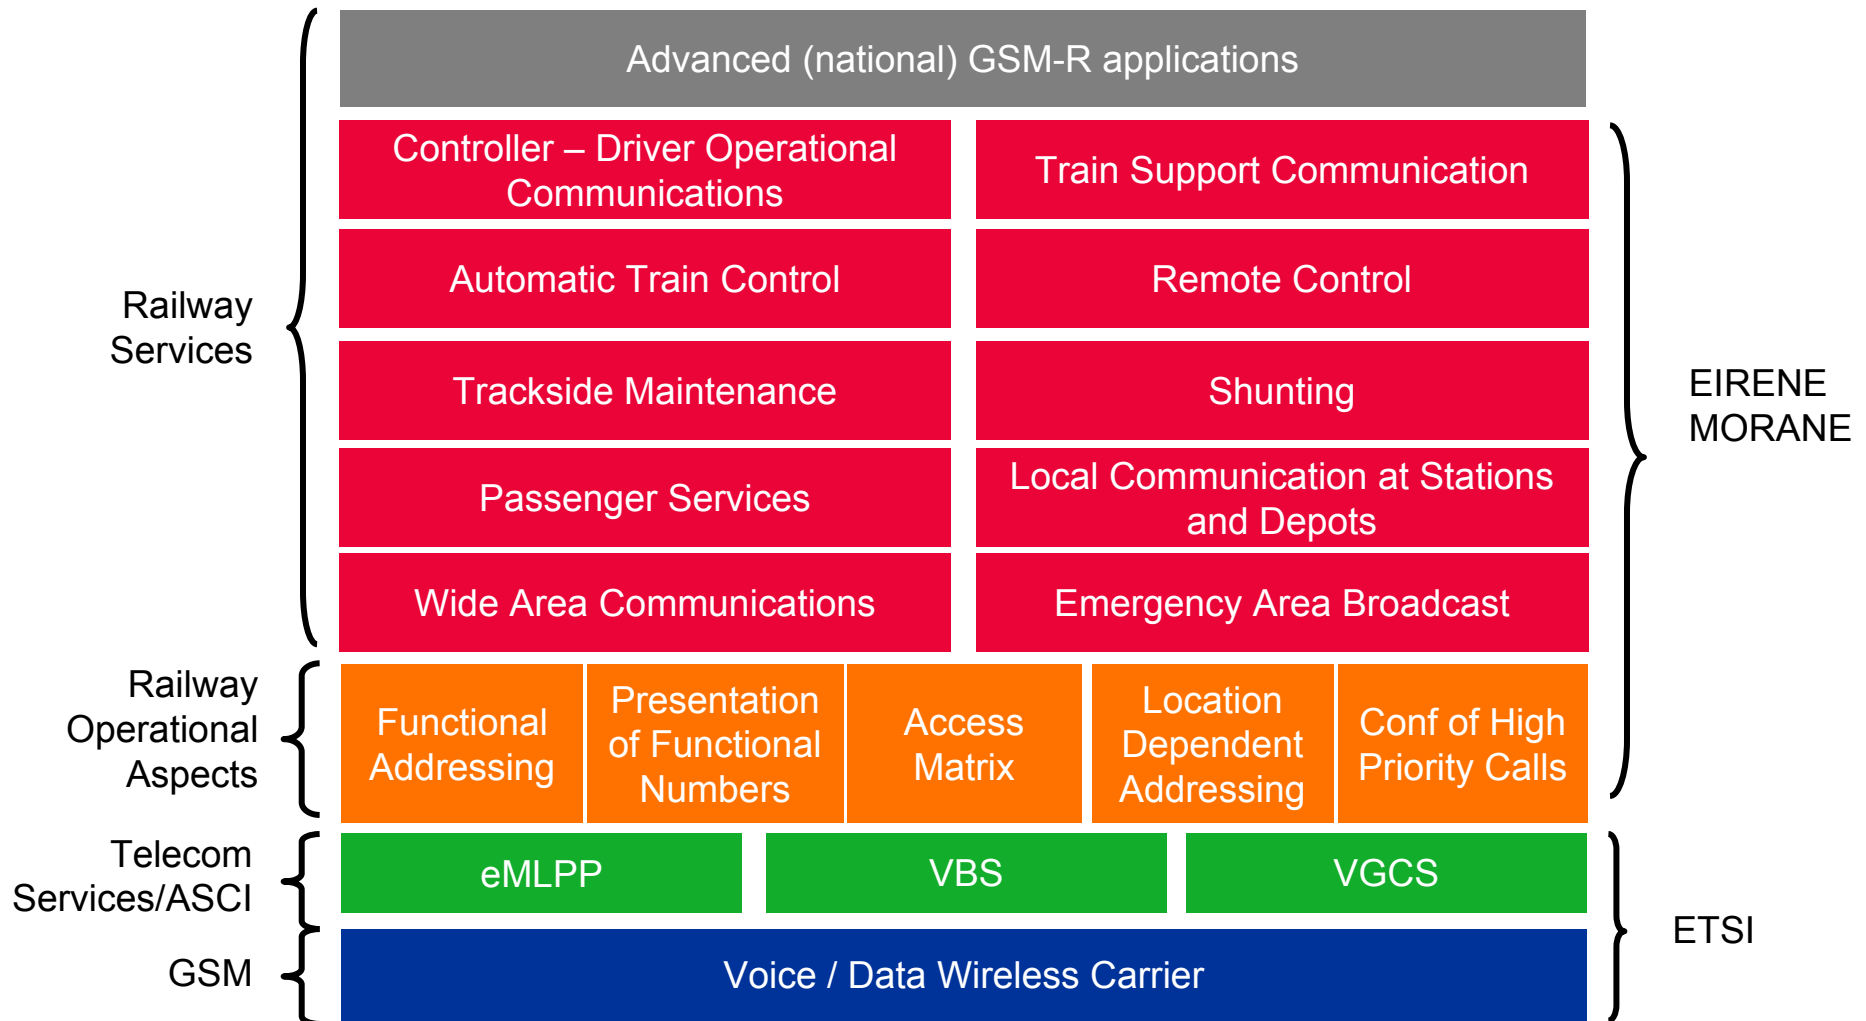 Advanced (national) GSM-R applications
Controller – Driver Operational
Communications
Train Support Communication
Automatic Train Control
Remote Control
Railway
Services
Trackside Maintenance
Shunting
EIRENE
MORANE
Passenger Services
Local Communication at Stations
and Depots
Wide Area Communications
Emergency Area Broadcast
Railway
Operational
Aspects
Functional
Addressing
Presentation
of Functional
Numbers
Access
Matrix
Location
Dependent
Addressing
Conf of High
Priority Calls
Telecom
Services/ASCI
eMLPP
VBS
VGCS
ETSI
GSM
Voice / Data Wireless Carrier